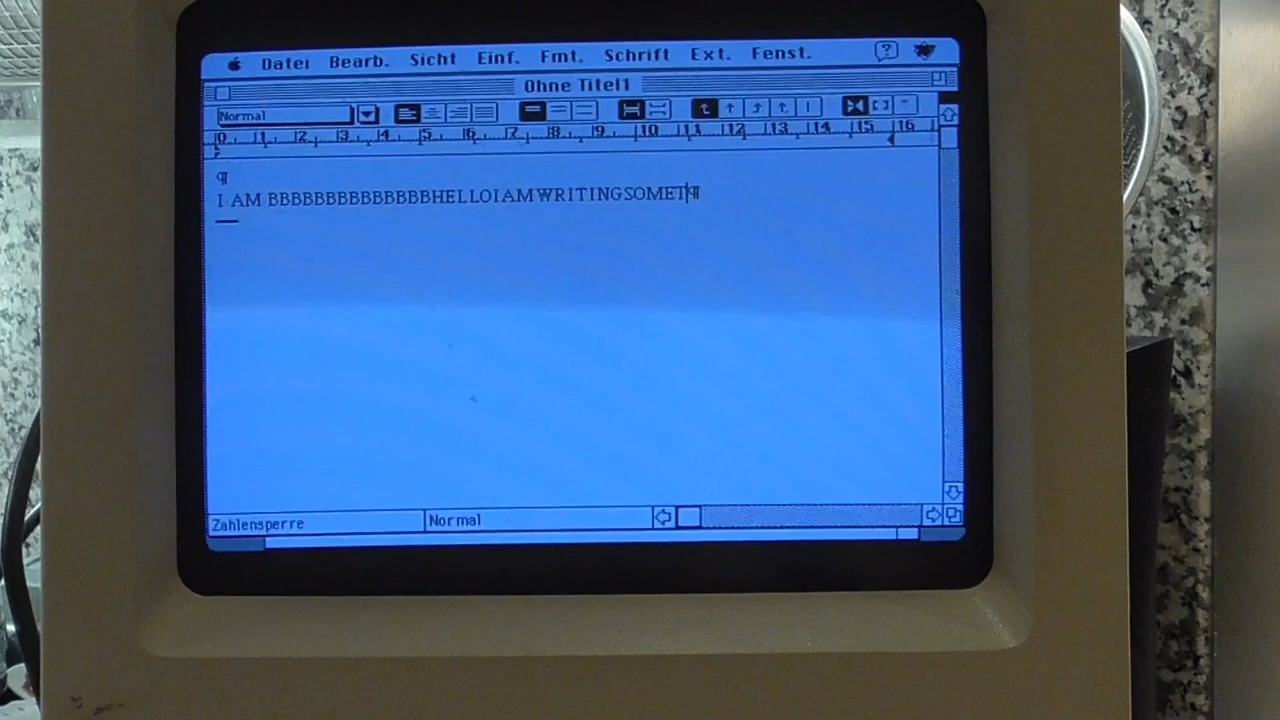 Datei Bearb. Sicht Einf. Fmt. Schrift Ext. Fenst. ?
Ohne Titel1
Normal
0 1 2 3 4 5 6 7 8 9 10 11 12 13 14 15 16
¶
I AM BBBBBBBBBBBBBBHELLOIAMWRITINGSOMET¶
Zahlensperre Normal